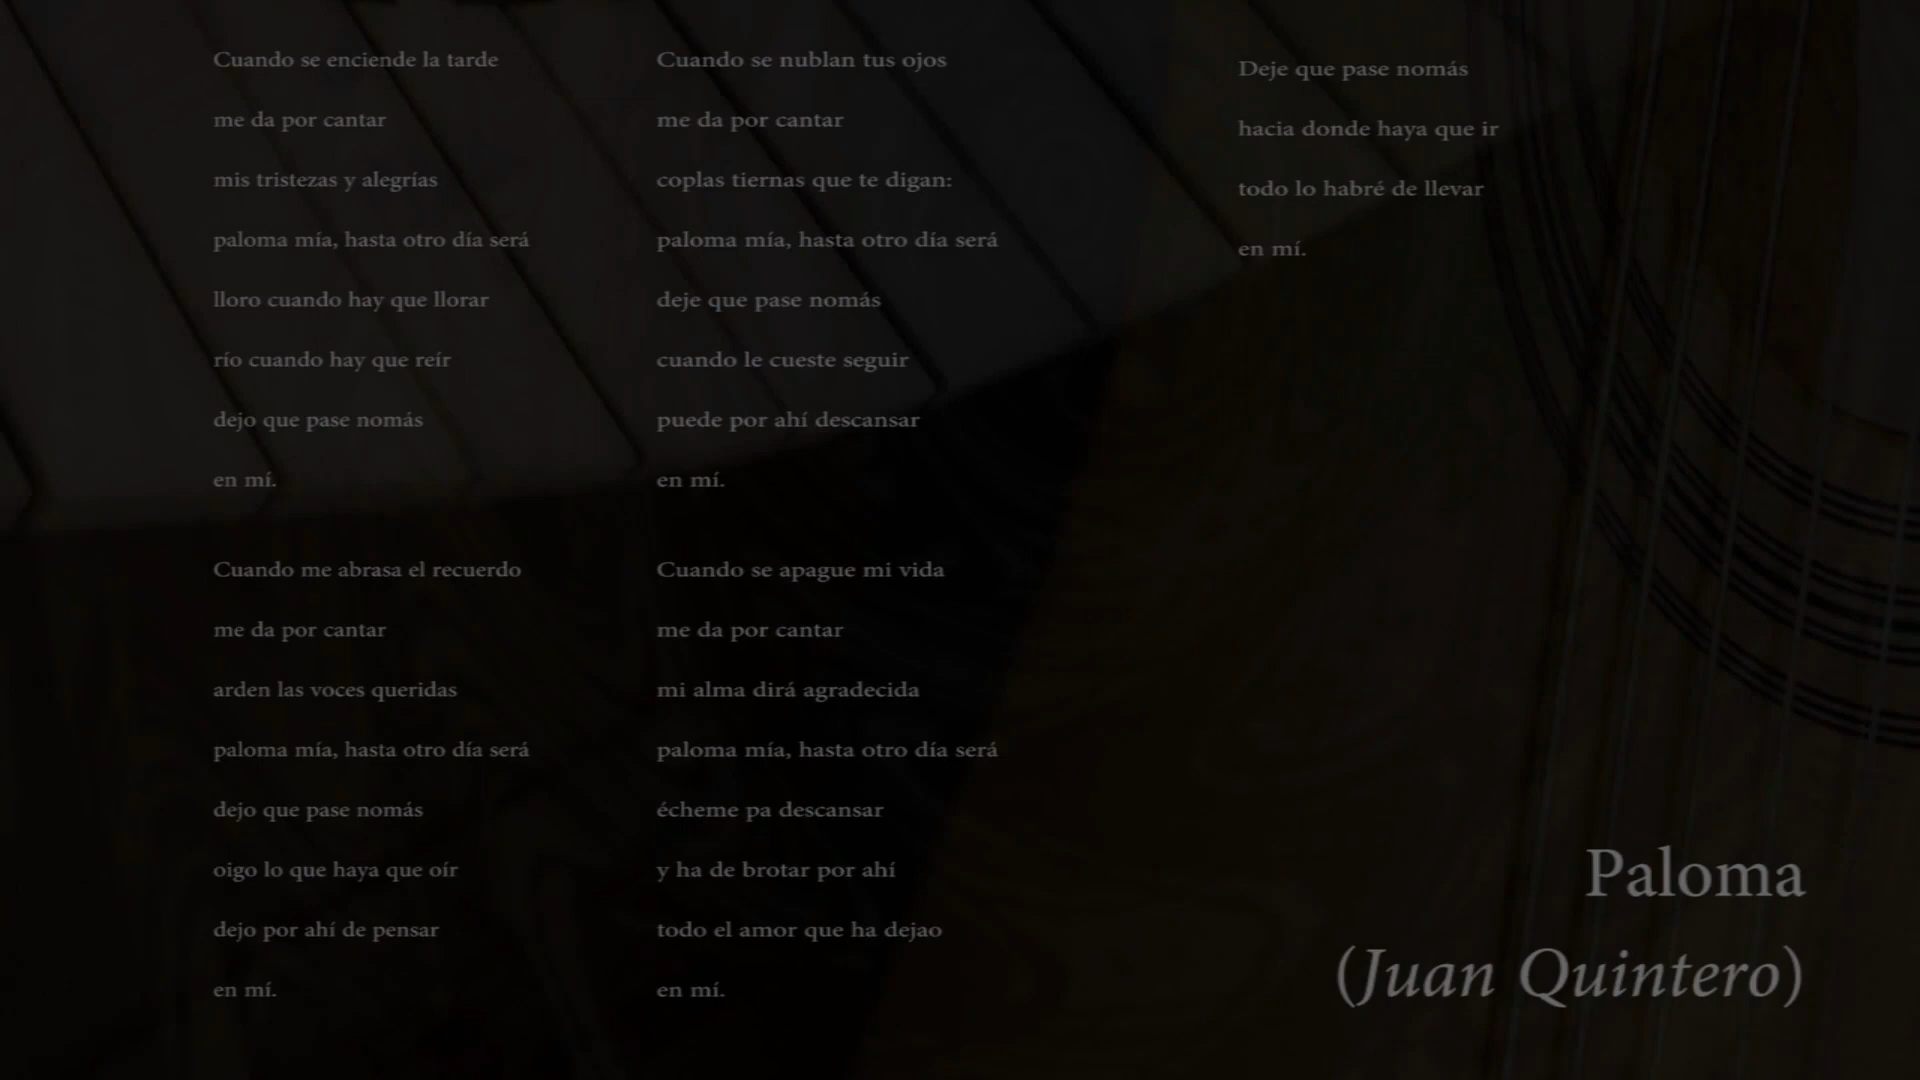 Cuando se enciende la tarde
me da por cantar
mis tristezas y alegrías
paloma mía, hasta otro día será
lloro cuando hay que llorar
río cuando hay que reír
dejo que pase nomás
en mí.
Cuando me abrasa el recuerdo
me da por cantar
arden las voces queridas
paloma mía, hasta otro día será
dejo que pase nomás
oigo lo que haya que oír
dejo por ahí de pensar
en mí.
Cuando se nublan tus ojos
me da por cantar
coplas tiernas que te digan:
paloma mía, hasta otro día será
deje que pase nomás
cuando le cueste seguir
puede por ahí descansar
en mí.
Cuando se apague mi vida
me da por cantar
mi alma dirá agradecida
paloma mía, hasta otro día será
écheme pa descansar
y ha de brotar por ahí
todo el amor que ha dejao
en mí.
Deje que pase nomás
hacia donde haya que ir
todo lo habré de llevar
en mí.
Paloma
(Juan Quintero)